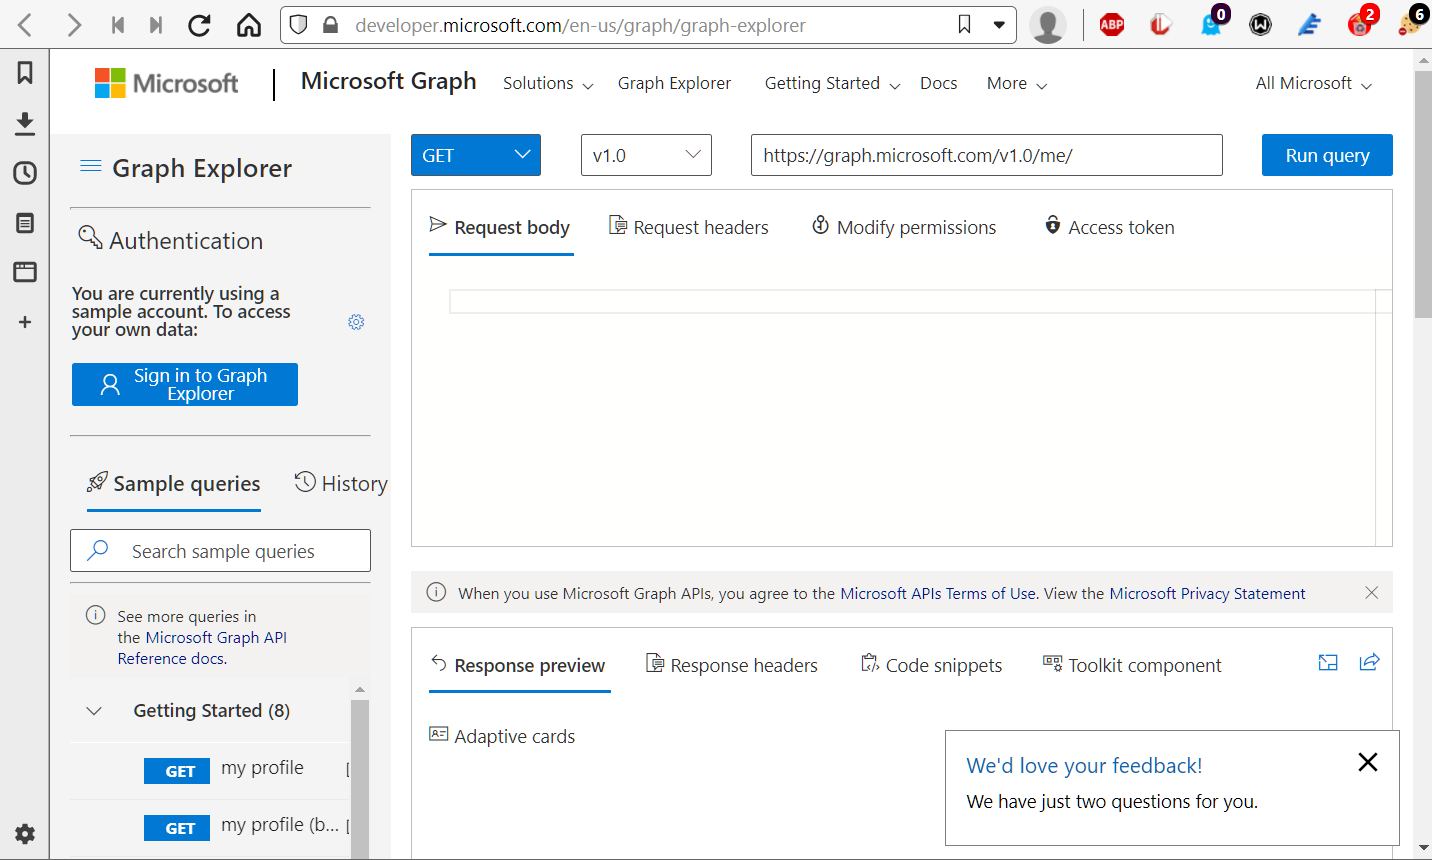 developer.microsoft.com/en-us/graph/graph-explorer
ABP
0
W
2
6
Microsoft
Microsoft Graph
Solutions
Graph Explorer
Getting Started
Docs
More
All Microsoft
Graph Explorer
GET
v1.0
https://graph.microsoft.com/v1.0/me/
Run query
Authentication
Request body
Request headers
Modify permissions
Access token
You are currently using a
sample account. To access
your own data:
Sign in to Graph
Explorer
Sample queries
History
Search sample queries
See more queries in
the Microsoft Graph API
Reference docs.
Getting Started (8)
GET my profile
GET my profile (b...
When you use Microsoft Graph APIs, you agree to the Microsoft APIs Terms of Use. View the Microsoft Privacy Statement
Response preview
Response headers
Code snippets
Toolkit component
Adaptive cards
We'd love your feedback!
We have just two questions for you.